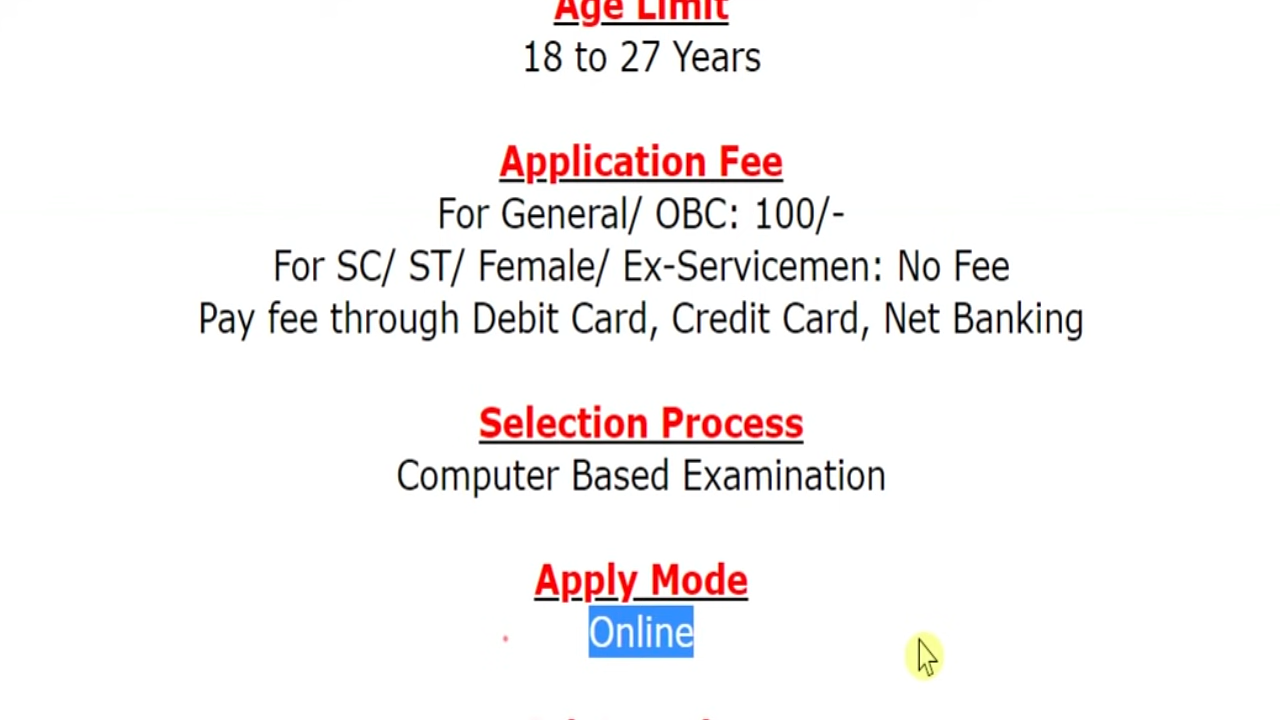 Age Limit
18 to 27 Years
Application Fee
For General/ OBC: 100/-
For SC/ ST/ Female/ Ex-Servicemen: No Fee
Pay fee through Debit Card, Credit Card, Net Banking
Selection Process
Computer Based Examination
Apply Mode
Online